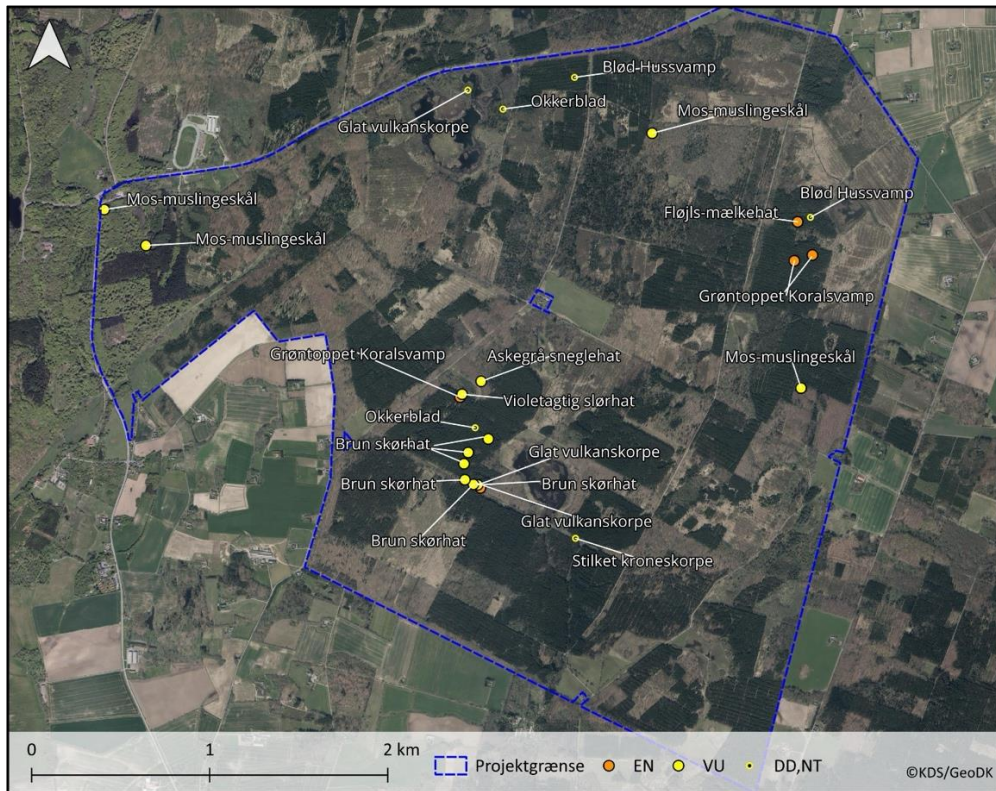 Blød Hussvamp
Okkerblad
Glat vulkanskorpe
Mos-muslingeskål
Mos-muslingeskål
Mos-muslingeskål
Blød Hussvamp
Fløjls-mælkehat
Grøntoppet Koralsvamp
Grøntoppet Koralsvamp
Askegrå sneglehat
Mos-muslingeskål
Violetagtig slørhat
Okkerblad
Brun skørhat
Glat vulkanskorpe
Brun skørhat
Brun skørhat
Glat vulkanskorpe
Brun skørhat
Stilket kroneskorpe
0 1 2 km
Projektgrænse EN VU DD,NT
©KDS/GeoDK